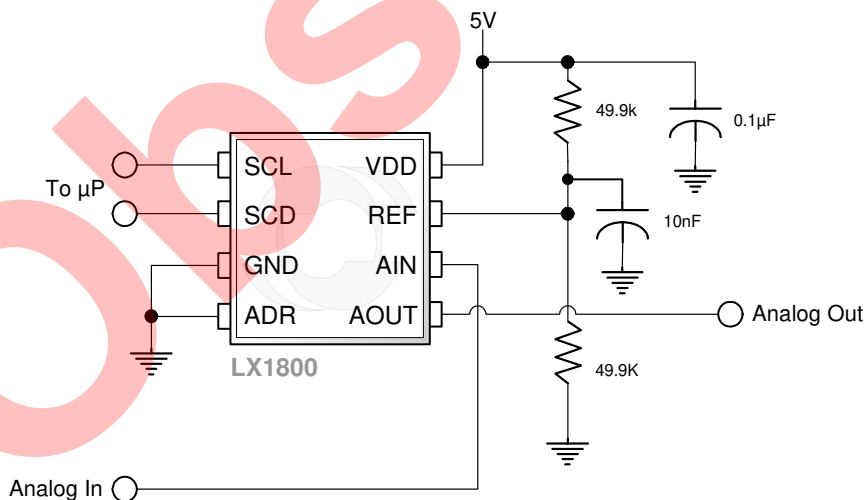 5V
49.9k
0.1µF
To µP
SCL
VDD
SCD
REF
10nF
GND
AIN
ADR
AOUT
Analog Out
LX1800
49.9K
Analog In
Obs